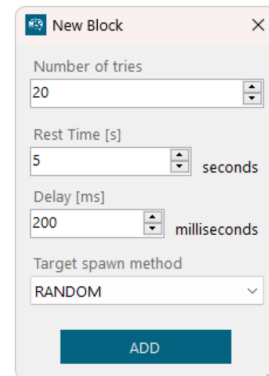 New Block
Number of tries
20
Rest Time [s]
5
seconds
Delay [ms]
200
milliseconds
Target spawn method
RANDOM
ADD